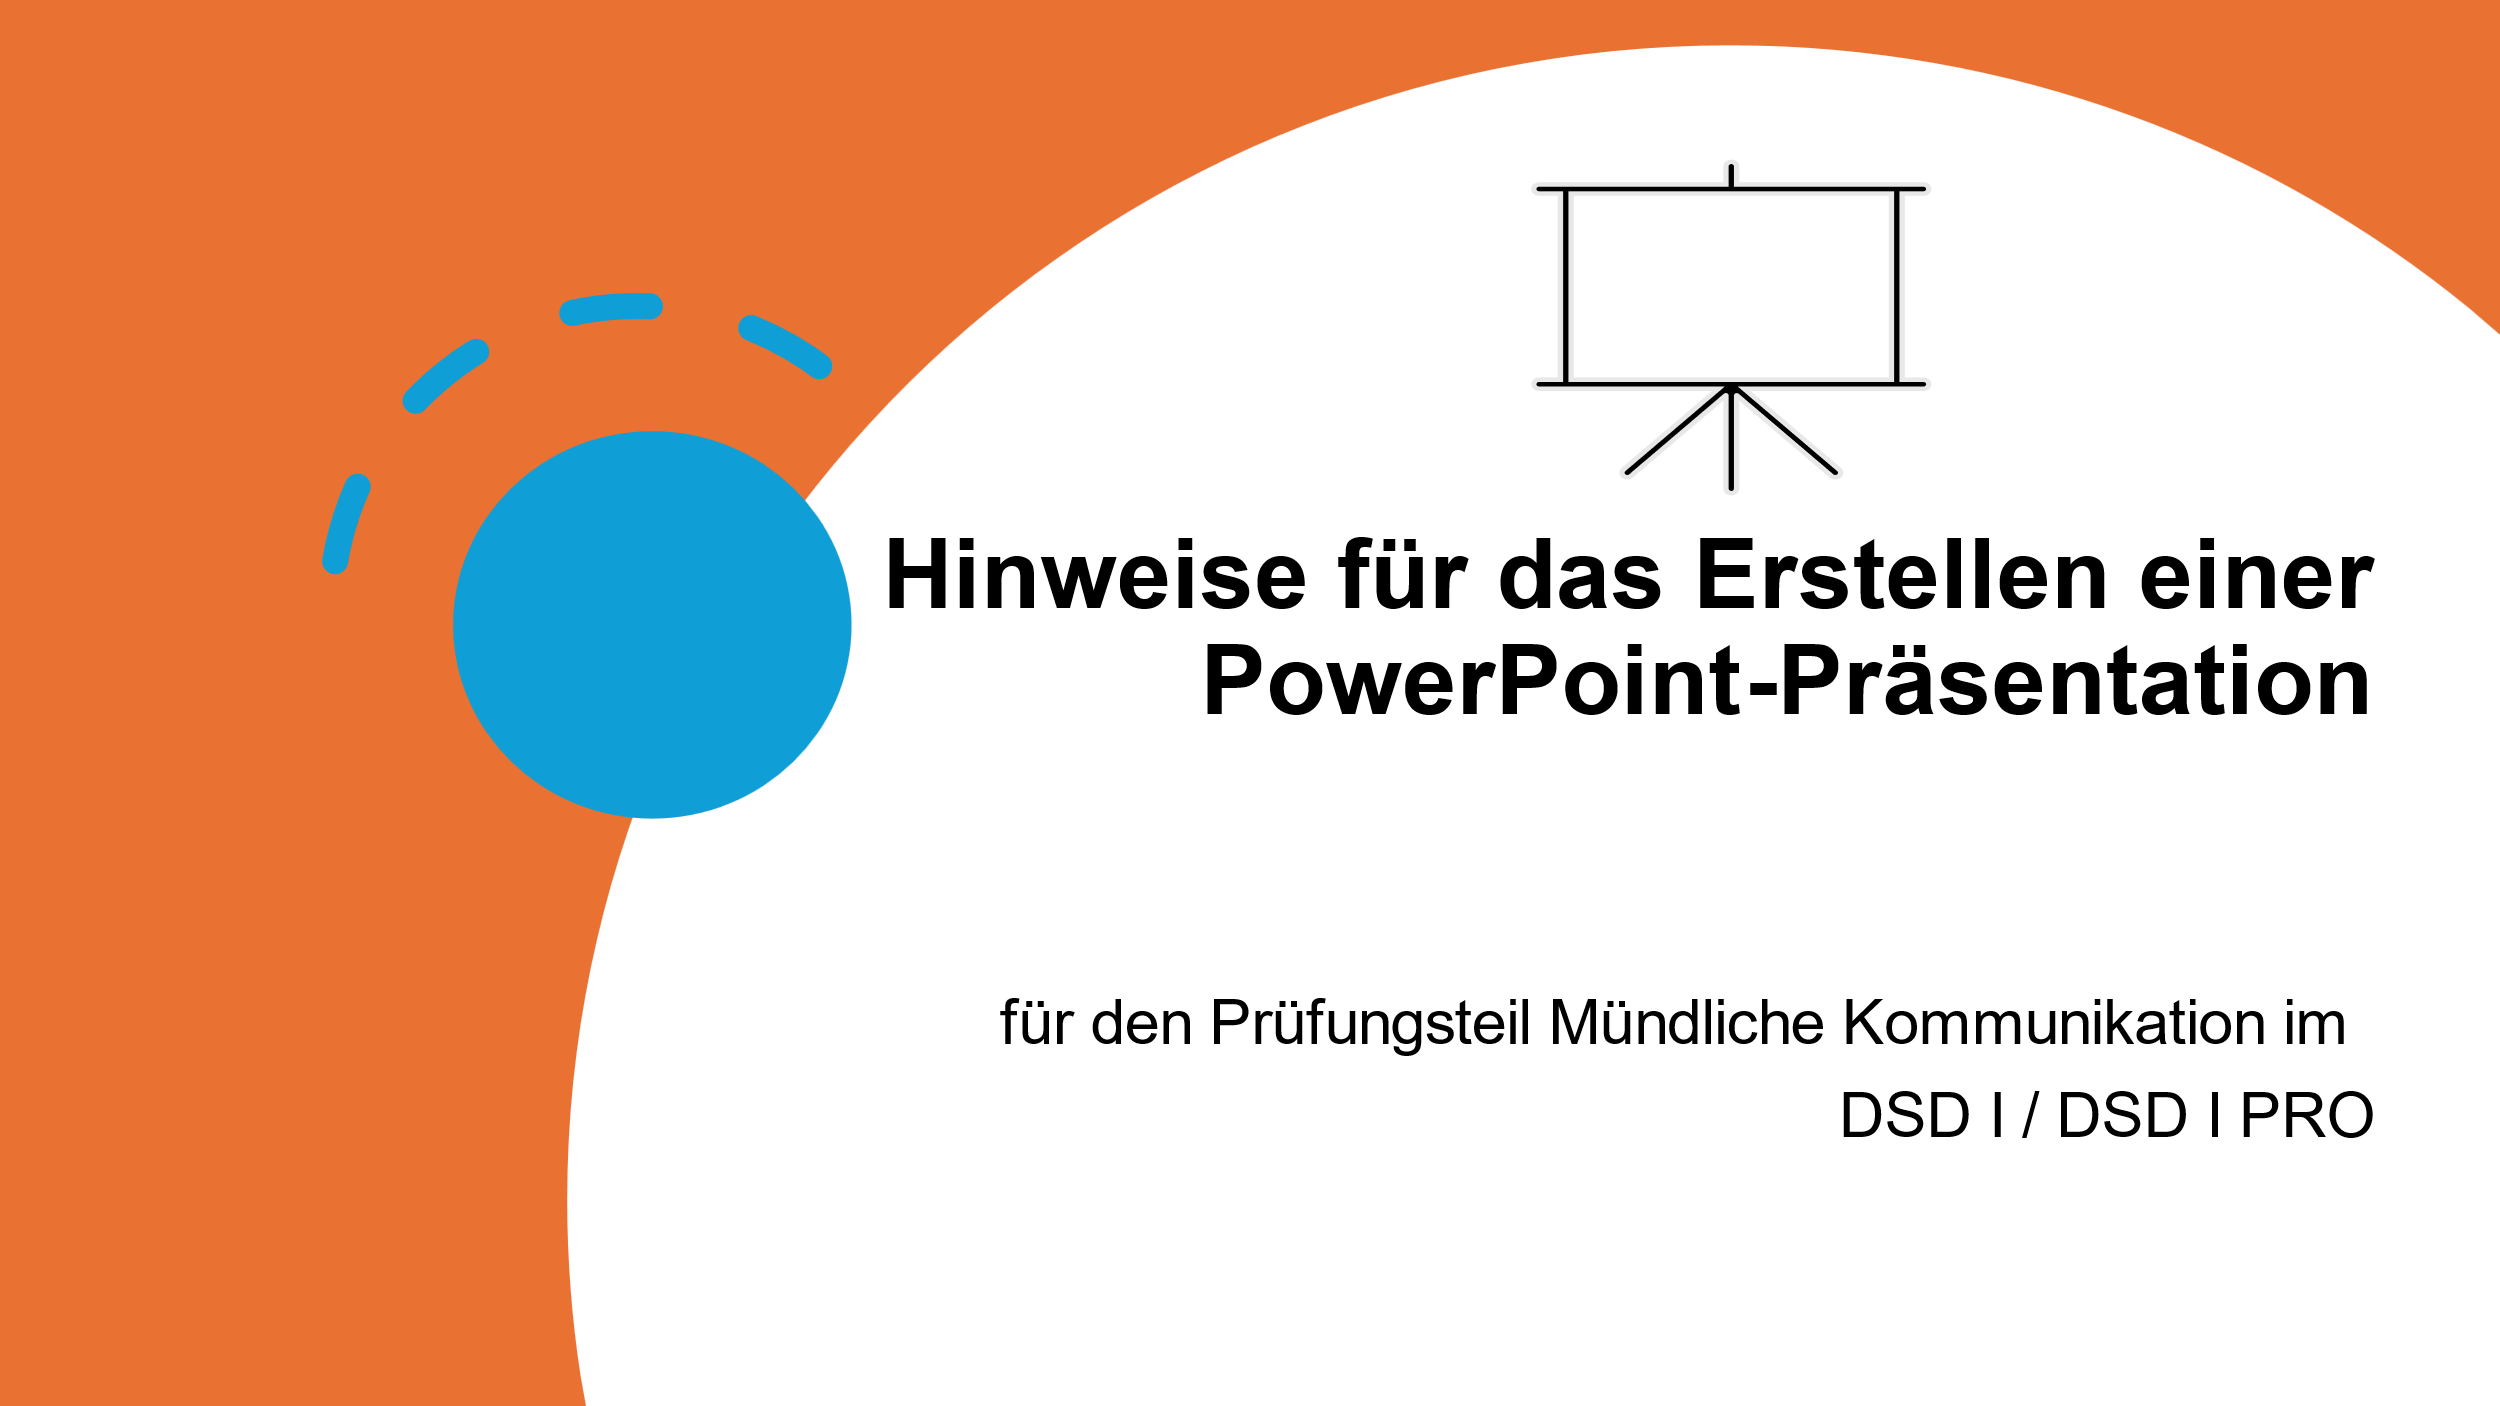 Hinweise für das Erstellen einer
PowerPoint-Präsentation
für den Prüfungsteil Mündliche Kommunikation im
DSD I / DSD I PRO